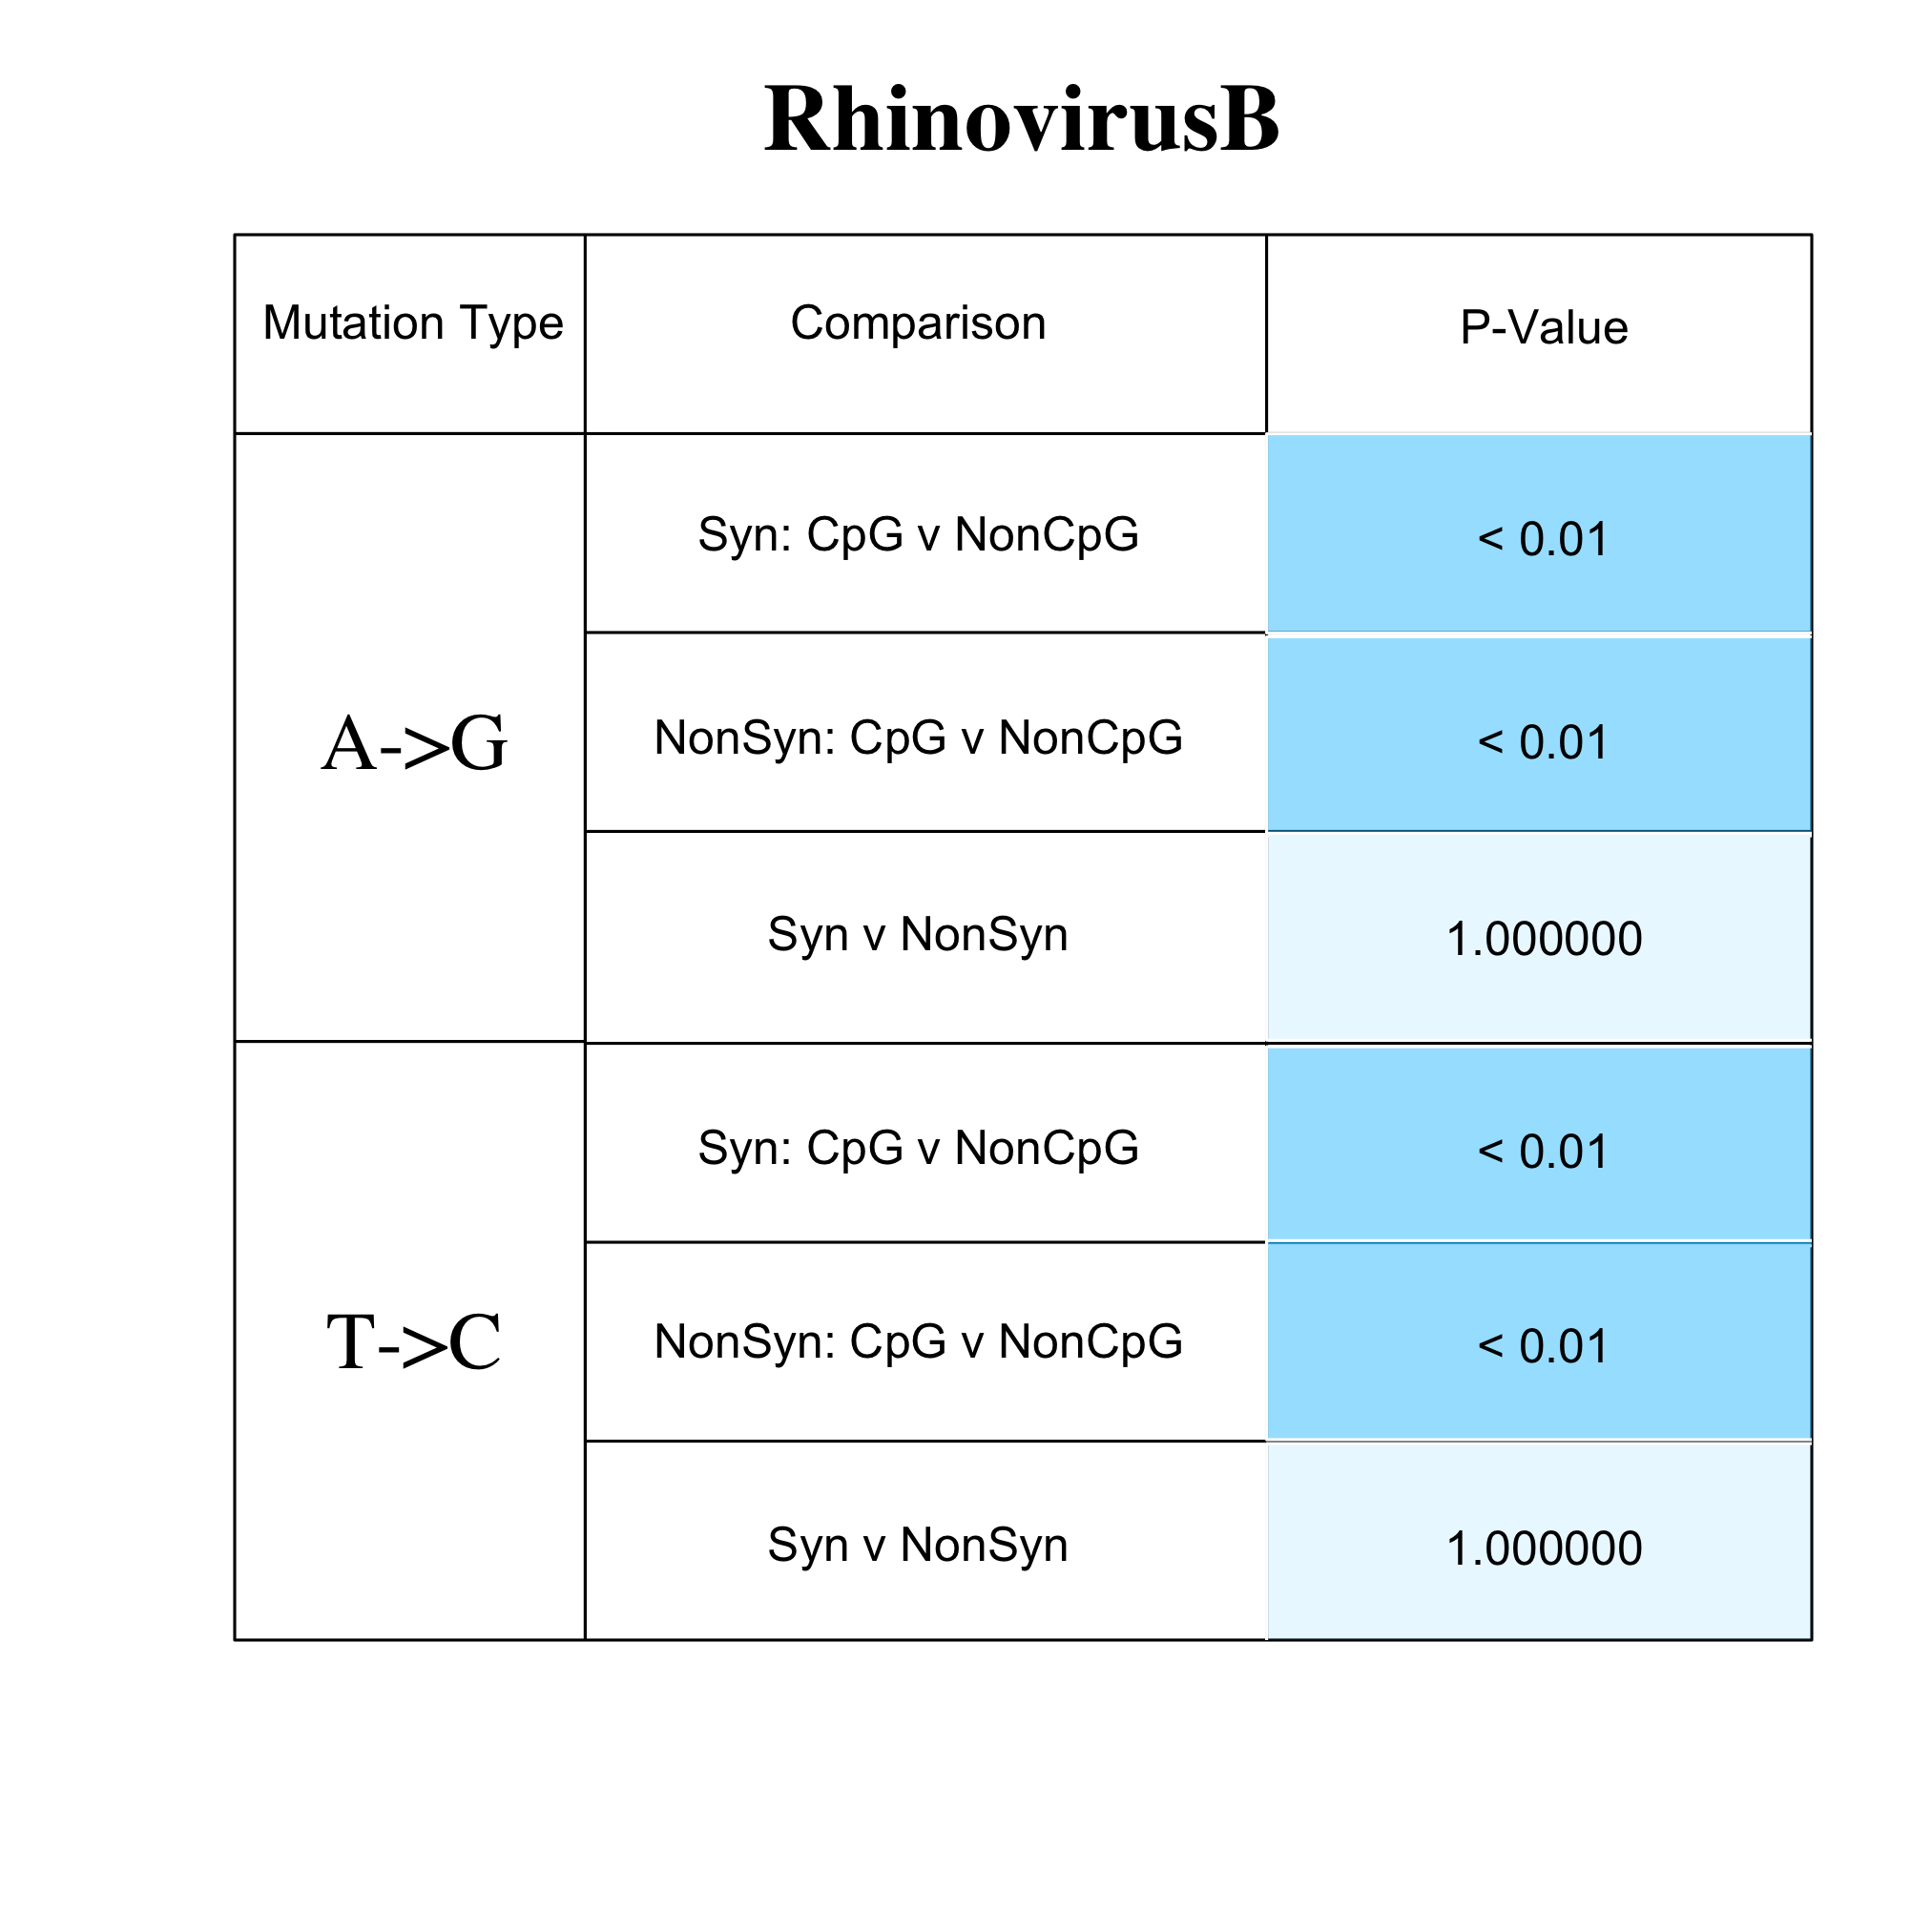 RhinovirusB
Mutation Type Comparison P-Value
A->G
Syn: CpG v NonCpG < 0.01
NonSyn: CpG v NonCpG < 0.01
Syn v NonSyn 1.000000
T->C
Syn: CpG v NonCpG < 0.01
NonSyn: CpG v NonCpG < 0.01
Syn v NonSyn 1.000000